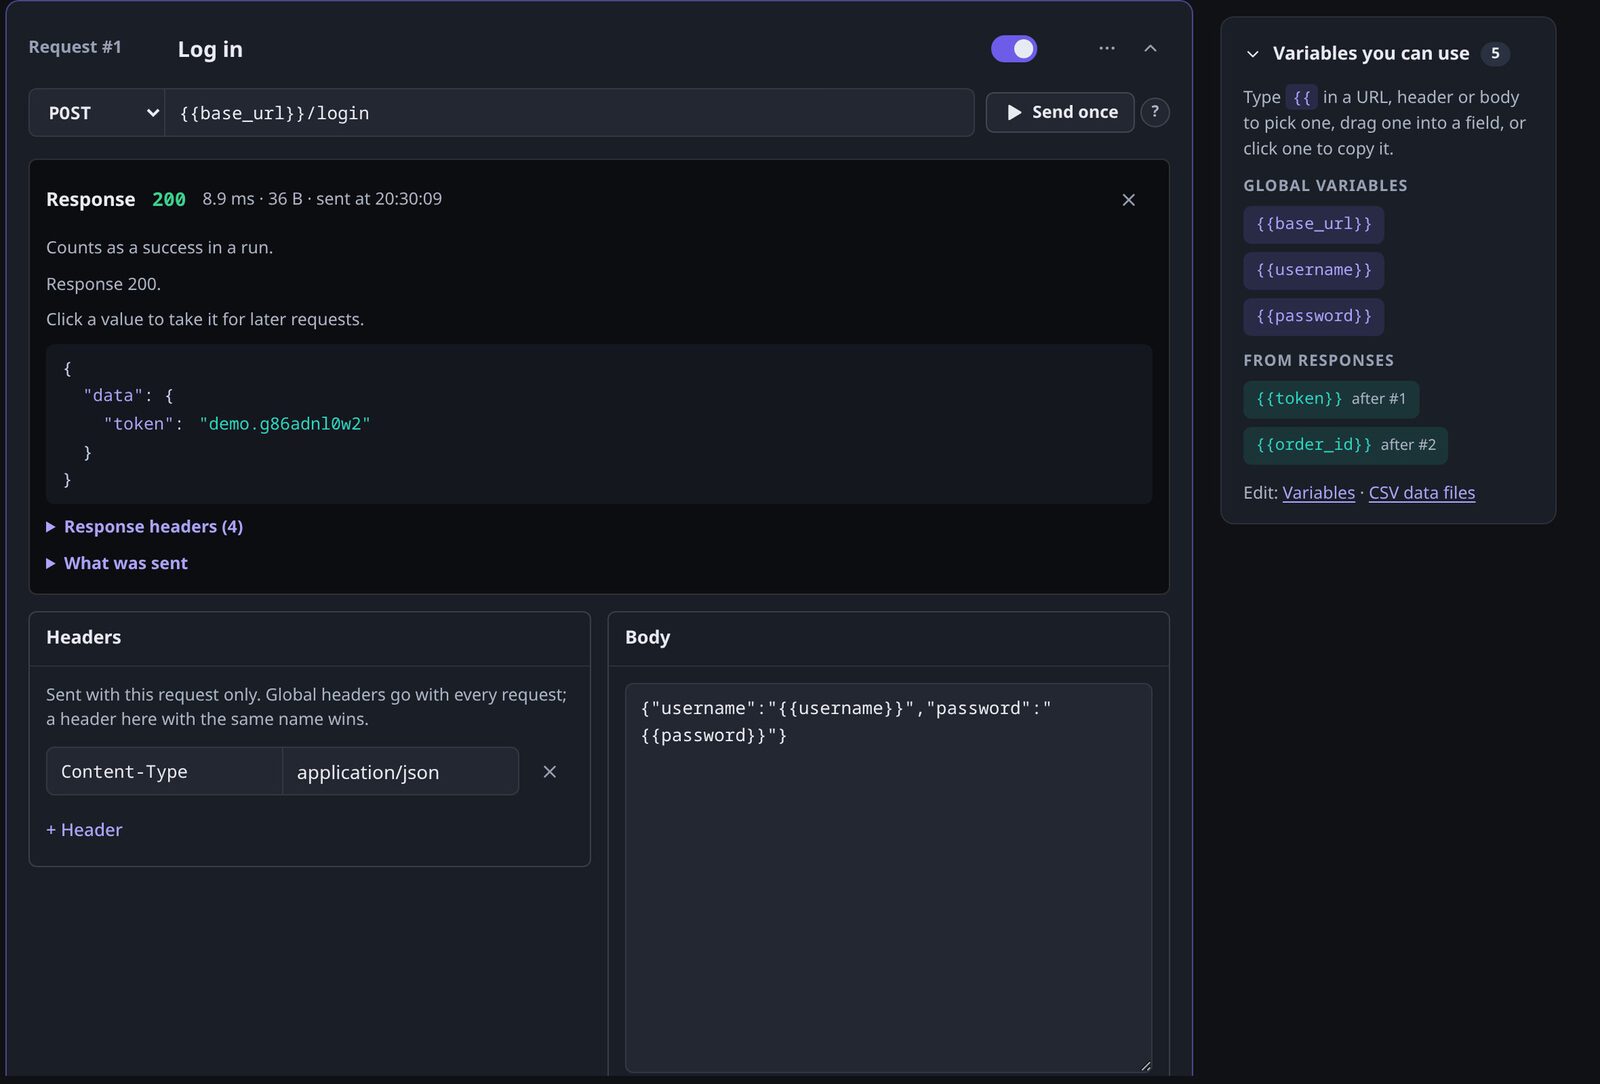 Request #1
Log in
POST
{{base_url}}/login
Send once
?
Response 200 8.9 ms · 36 B · sent at 20:30:09
Counts as a success in a run.
Response 200.
Click a value to take it for later requests.
{
"data": {
"token": "demo.g86adnl0w2"
}
}
Response headers (4)
What was sent
Headers
Sent with this request only. Global headers go with every request;
a header here with the same name wins.
Content-Type
application/json
+ Header
Body
{"username":"{{username}}","password":"
{{password}}"}
Variables you can use 5
Type {{ in a URL, header or body
to pick one, drag one into a field, or
click one to copy it.
GLOBAL VARIABLES
{{base_url}}
{{username}}
{{password}}
FROM RESPONSES
{{token}} after #1
{{order_id}} after #2
Edit: Variables · CSV data files